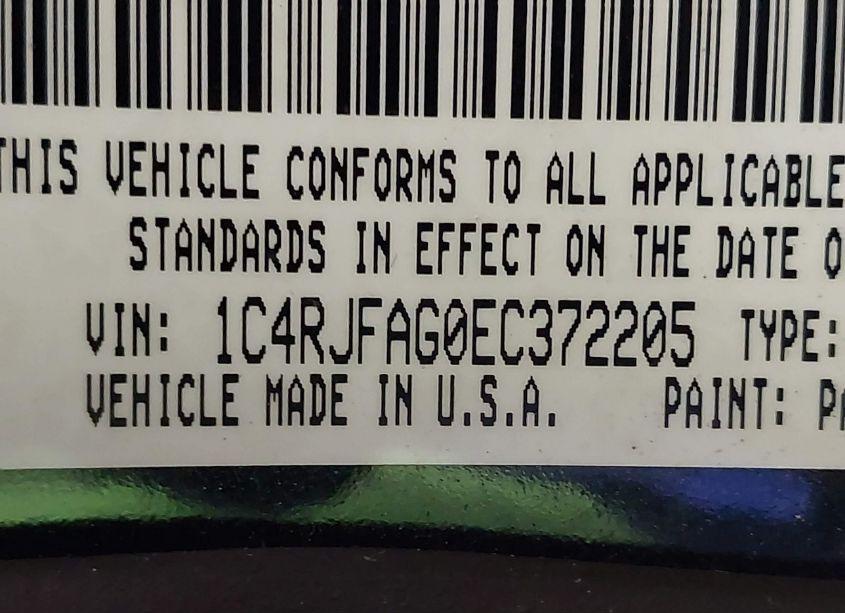 THIS VEHICLE CONFORMS TO ALL APPLICABLE
STANDARDS IN EFFECT ON THE DATE
VIN: 1C4RJFAG0EC372205 TYPE:
VEHICLE MADE IN U.S.A. PAINT: